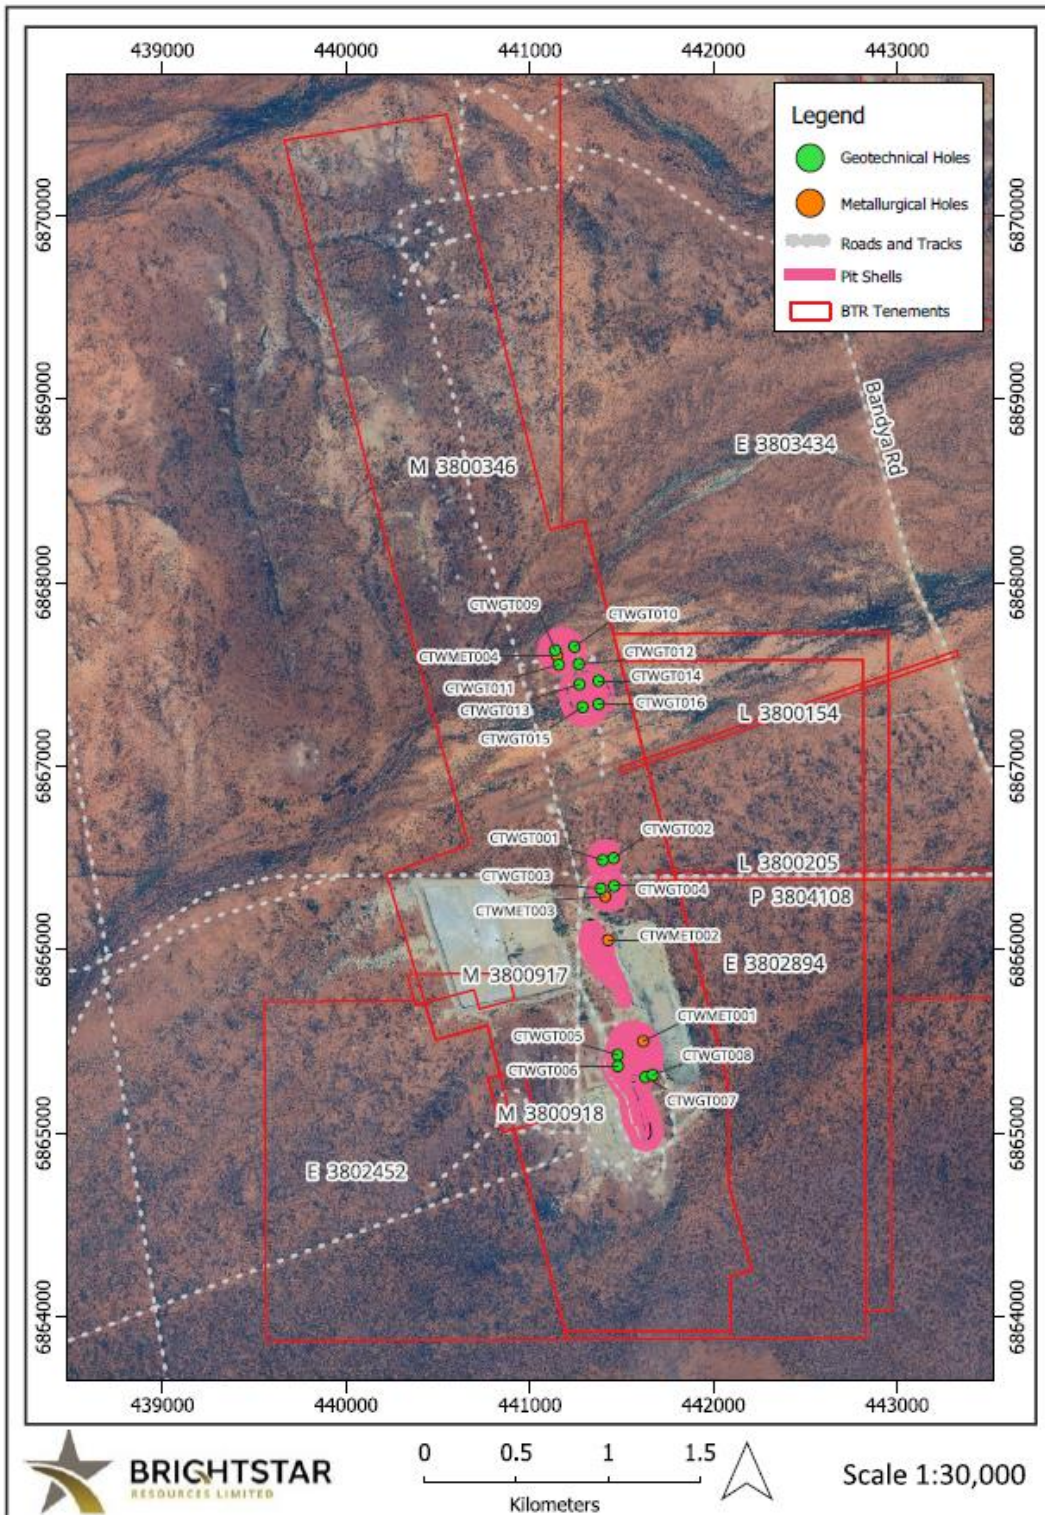 439000 440000 441000 442000 443000
Legend
Geotechnical Holes
Metallurgical Holes
Roads and Tracks
Pit Shells
BTR Tenements
6870000
6870000
6869000
6869000
Bandya Rd
E 3803434
M 3800346
6868000
6868000
CTWGT009
CTWGT010
CTWMET004
CTWGT012
CTWGT011
CTWGT014
CTWGT013
CTWGT016
CTWGT015
L 3800154
6867000
6867000
CTWGT001
CTWGT002
CTWGT003
CTWGT004
L 3800205
P 3804108
CTWMET003
CTWMET002
6866000
6866000
E 3802894
M 3800917
CTWMET001
CTWGT005
CTWGT008
CTWGT006
CTWGT007
M 3800918
6865000
6865000
E 3802452
6864000
6864000
439000 440000 441000 442000 443000
BRIGHTSTAR
RESOURCES LIMITED
0 0.5 1 1.5
Kilometers
Scale 1:30,000